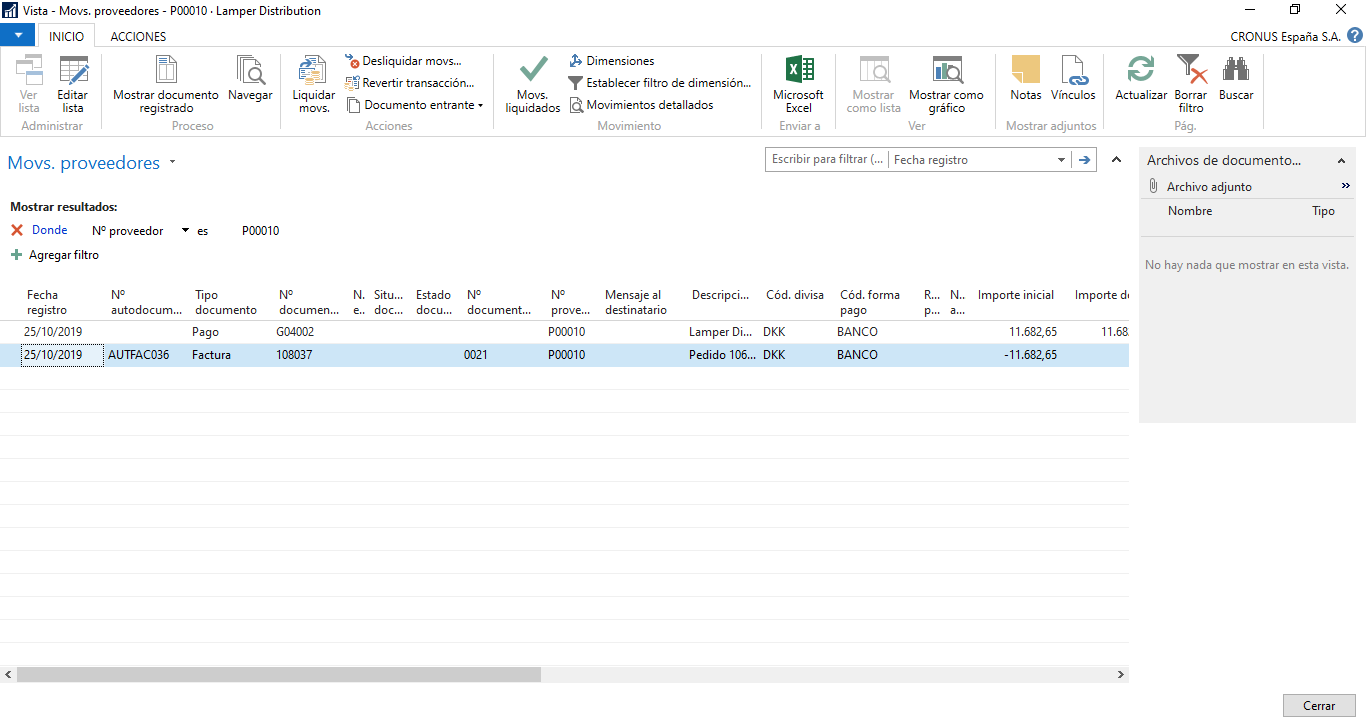 Vista - Movs. proveedores - P00010 · Lamper Distribution
INICIO ACCIONES CRONUS España S.A.
Ver lista
Editar lista
Administrar
Mostrar documento registrado
Navegar
Proceso
Liquidar movs.
Desliquidar movs...
Revertir transacción...
Documento entrante
Acciones
Movs. liquidados
Dimensiones
Establecer filtro de dimensión...
Movimientos detallados
Movimiento
Microsoft Excel
Enviar a
Mostrar como lista
Mostrar como gráfico
Ver
Notas
Vínculos
Mostrar adjuntos
Actualizar
Borrar filtro
Buscar
Pág.
Movs. proveedores
Escribir para filtrar (... Fecha registro
Mostrar resultados:
Donde Nº proveedor es P00010
Agregar filtro
Fecha registro Nº autodocum... Tipo documento Nº documen... N. e.. Situ... doc... Estado docu... Nº document... Nº prove... Mensaje al destinatario Descripci... Cód. divisa Cód. forma pago R... p... N.. a... Importe inicial Importe de
25/10/2019 Pago G04002 P00010 Lamper Di... DKK BANCO 11.682,65 11.68
25/10/2019 AUTFAC036 Factura 108037 0021 P00010 Pedido 106... DKK BANCO -11.682,65
Archivos de documento...
Archivo adjunto
Nombre Tipo
No hay nada que mostrar en esta vista.
Cerrar